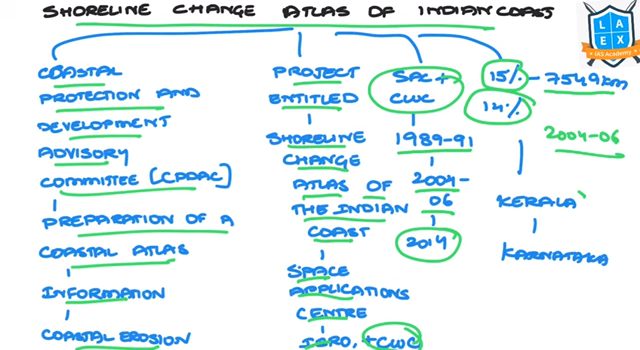 SHORELINE CHANGE ATLAS OF INDIAN COAST
LA
EX
IAS Academy
COASTAL
PROTECTION AND
DEVELOPMENT
ADVISORY
COMMITTEE (CPDAC)
PREPARATION OF A
COASTAL ATLAS
INFORMATION
COASTAL EROSION
PROJECT
ENTITLED
SHORELINE
CHANGE
ATLAS OF
THE INDIAN
COAST
SPACE
APPLICATIONS
CENTRE
ISRO, + CWC
SAC +
CWC
1989-91
2004-
06
2014
15% - 7549 KM
14%
2004-06
KERALA
KARNATAKA